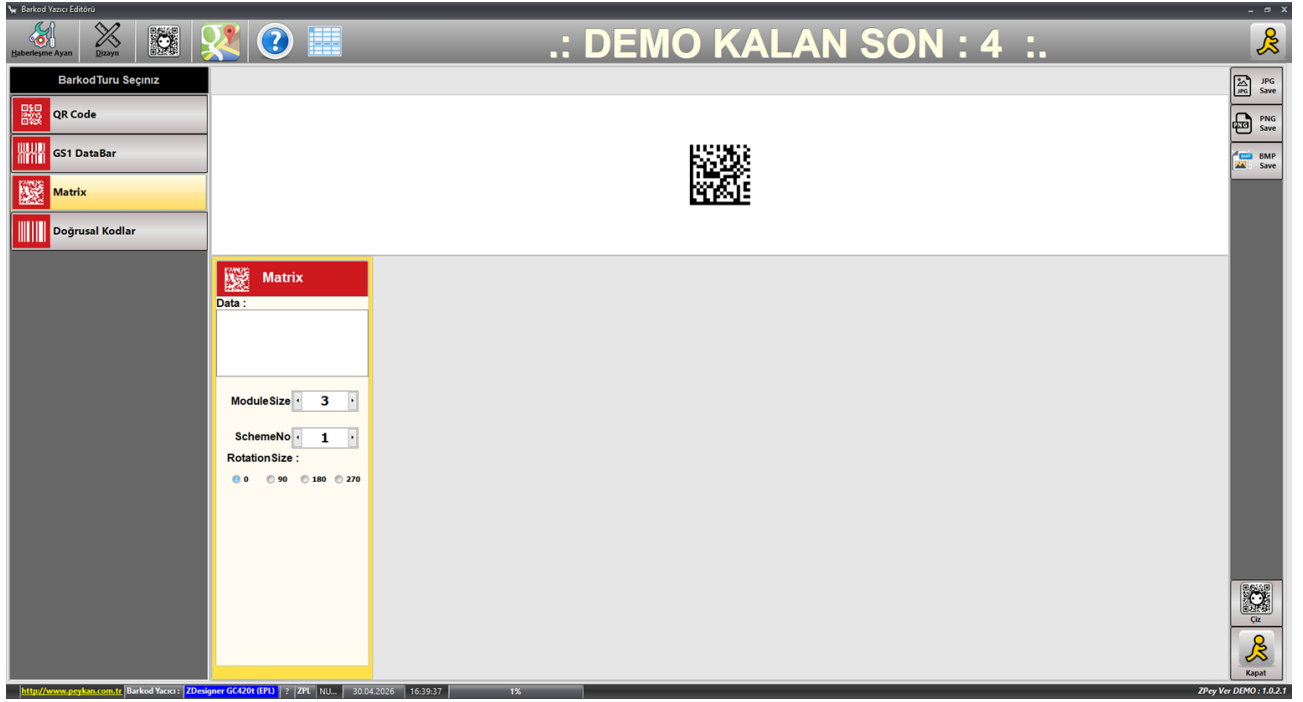 Barkod Yazıcı Editörü
Haberleşme Ayarı
Dizayn
.: DEMO KALAN SON : 4 :.
BarkodTuru Seçınız
QR Code
GS1 DataBar
Matrix
Doğrusal Kodlar
JPG
JPG Save
PNG
PNG Save
BMP Save
Matrix
Data :
ModuleSize 3
SchemeNo 1
RotationSize :
0 90 180 270
Çiz
Kapat
http://www.peykan.com.tr Barkod Yacıcı : ZDesigner GC420t (EPL) ? ZPL NU... 30.04.2026 16:39:37 1% ZPey Ver DEMO : 1.0.2.1